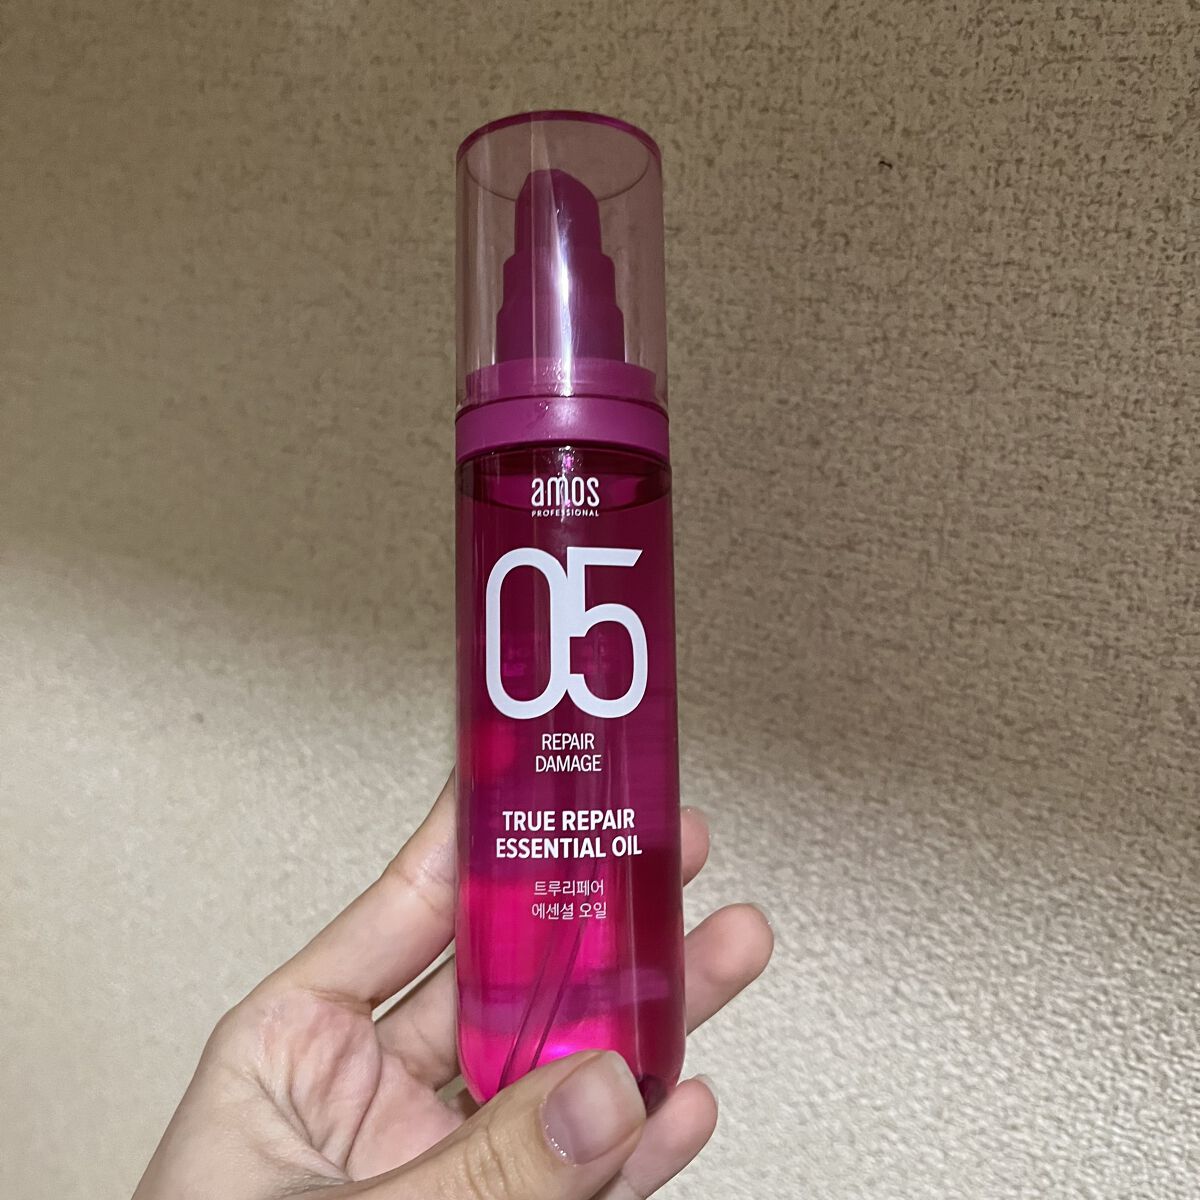 amos
PROFESSIONAL
05
REPAIR
DAMAGE
TRUE REPAIR
ESSENTIAL OIL
트루리페어
에센셜 오일